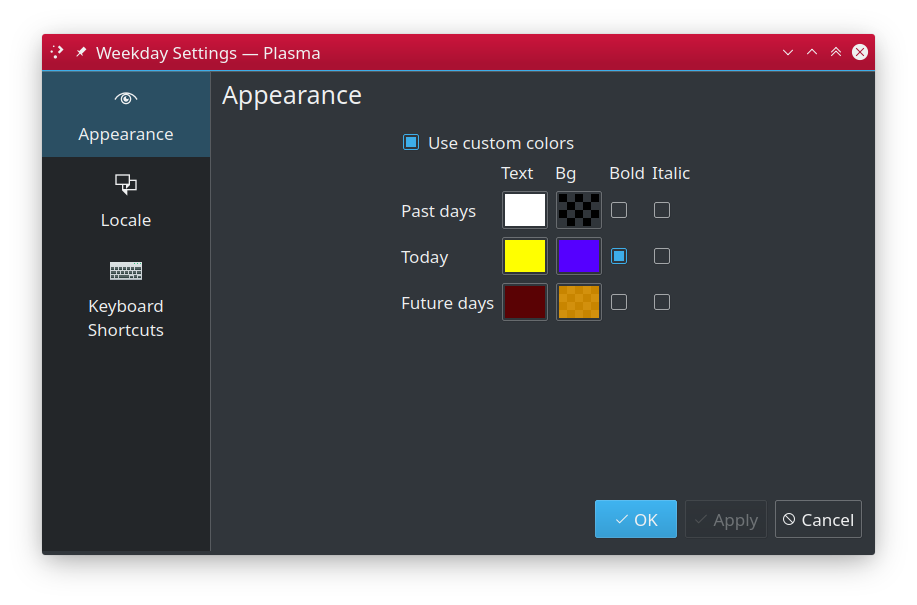 Weekday Settings — Plasma
Appearance
Locale
Keyboard
Shortcuts
Appearance
Use custom colors
Text Bg Bold Italic
Past days
Today
Future days
OK Apply Cancel